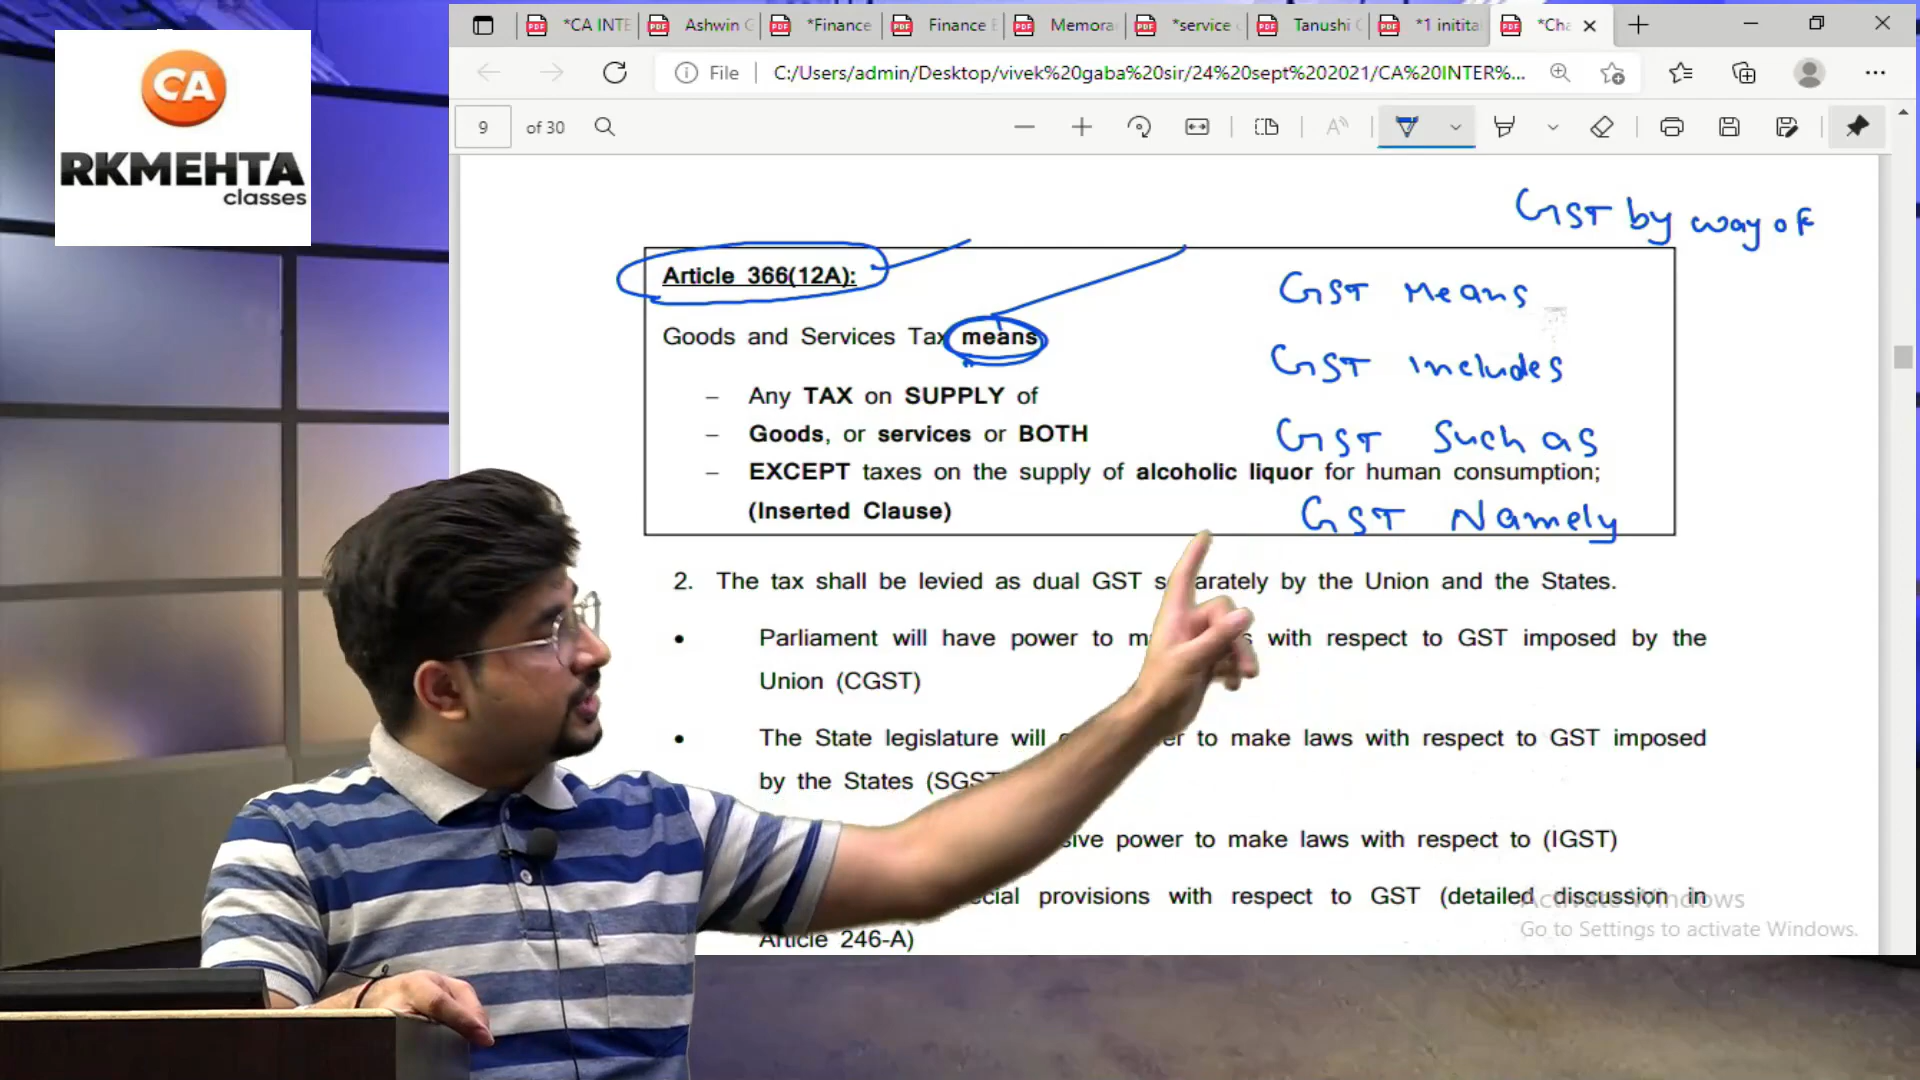 CA
RKMEHTA
classes
*CA INTE
Ashwin G
*Finance
Finance E
Memora
*service
Tanushi
*1 initita
*Cha
File
C:/Users/admin/Desktop/vivek%20gaba%20sir/24%20sept%202021/CA%20INTER%...
9 of 30
GST by way of
Article 366(12A):
GST Means
Goods and Services Tax means
GST includes
– Any TAX on SUPPLY of
– Goods, or services or BOTH
GST Such as
– EXCEPT taxes on the supply of alcoholic liquor for human consumption;
(Inserted Clause)
GST Namely
2. The tax shall be levied as dual GST separately by the Union and the States.
• Parliament will have power to with respect to GST imposed by the
Union (CGST)
• The State legislature will to make laws with respect to GST imposed
by the States (SGST
power to make laws with respect to (IGST)
provisions with respect to GST (detailed discussion in
Article 246-A)
Activate Windows
Go to Settings to activate Windows.